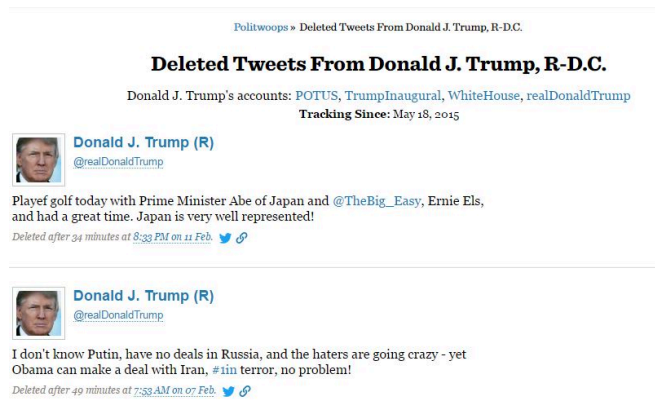 Politwoops » Deleted Tweets From Donald J. Trump, R-D.C.
Deleted Tweets From Donald J. Trump, R-D.C.
Donald J. Trump's accounts: POTUS, TrumpInaugural, WhiteHouse, realDonaldTrump
Tracking Since: May 18, 2015
Donald J. Trump (R)
@realDonaldTrump
Playef golf today with Prime Minister Abe of Japan and @TheBig_Easy, Ernie Els,
and had a great time. Japan is very well represented!
Deleted after 34 minutes at 8:33 PM on 11 Feb.
Donald J. Trump (R)
@realDonaldTrump
I don't know Putin, have no deals in Russia, and the haters are going crazy - yet
Obama can make a deal with Iran, #1in terror, no problem!
Deleted after 49 minutes at 7:53 AM on 07 Feb.